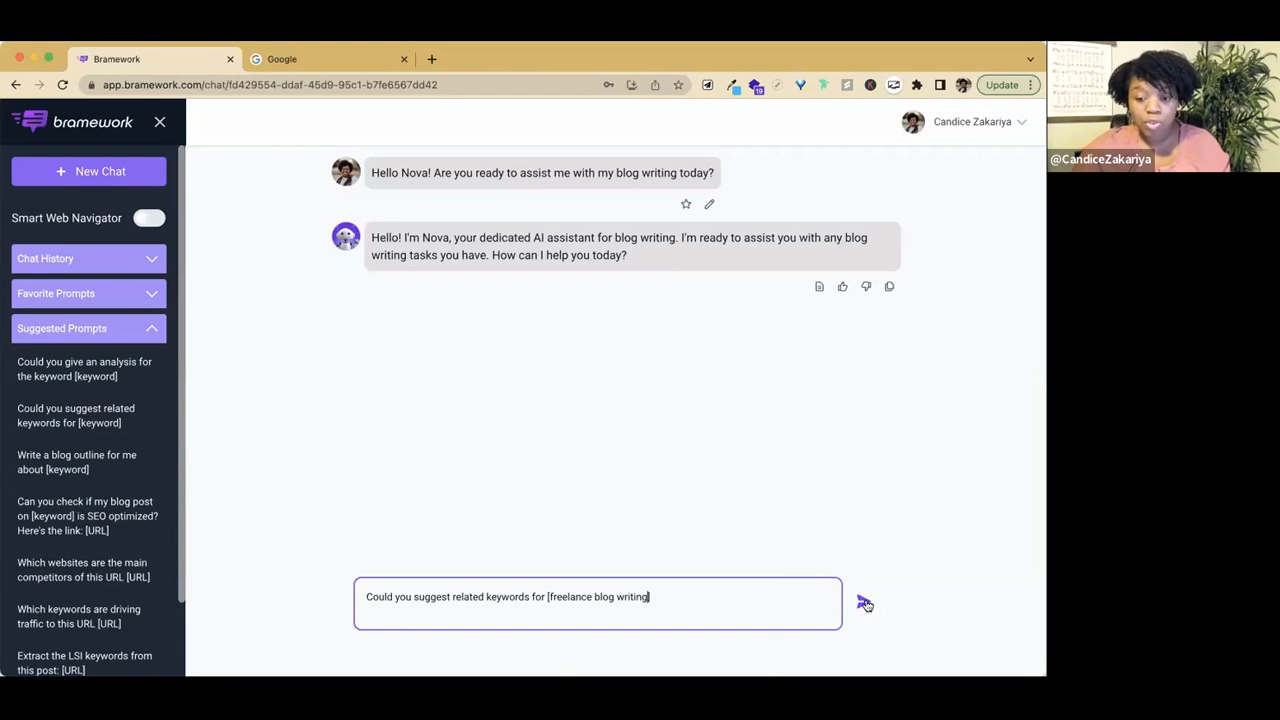 Bramework
Google
app.bramework.com/chat/fd429554-ddaf-45d9-95c1-b7fe6567dd42
19
Update
bramework
Candice Zakariya
@CandiceZakariya
+ New Chat
Smart Web Navigator
Chat History
Favorite Prompts
Suggested Prompts
Could you give an analysis for
the keyword [keyword]
Could you suggest related
keywords for [keyword]
Write a blog outline for me
about [keyword]
Can you check if my blog post
on [keyword] is SEO optimized?
Here's the link: [URL]
Which websites are the main
competitors of this URL [URL]
Which keywords are driving
traffic to this URL [URL]
Extract the LSI keywords from
this post: [URL]
Hello Nova! Are you ready to assist me with my blog writing today?
Hello! I'm Nova, your dedicated AI assistant for blog writing. I'm ready to assist you with any blog
writing tasks you have. How can I help you today?
Could you suggest related keywords for [freelance blog writing]